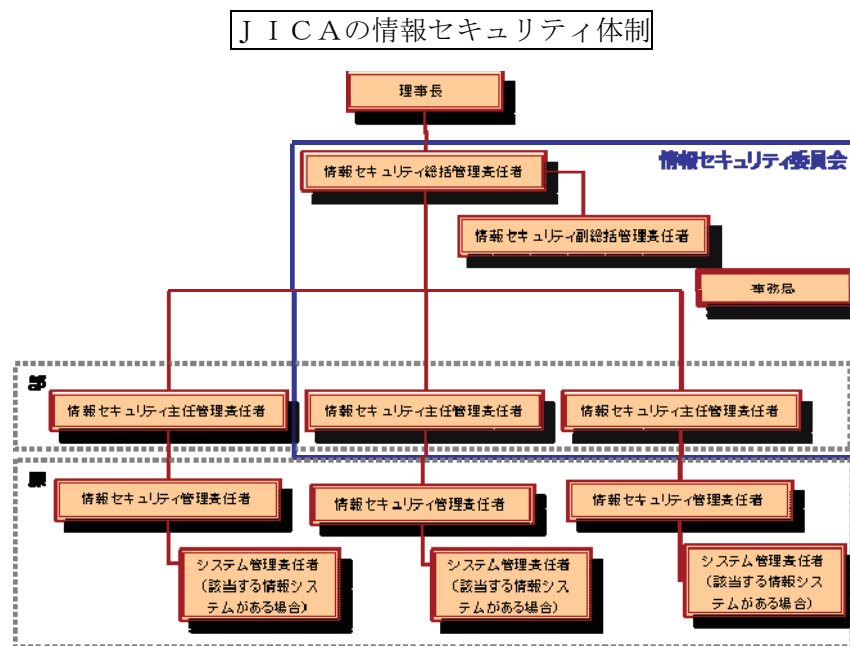 ＪＩＣＡの情報セキュリティ体制
理事長
情報セキュリティ委員会
情報セキュリティ総括管理責任者
情報セキュリティ副総括管理責任者
事務局
部
情報セキュリティ主任管理責任者
情報セキュリティ主任管理責任者
情報セキュリティ主任管理責任者
情報セキュリティ管理責任者
情報セキュリティ管理責任者
情報セキュリティ管理責任者
システム管理責任者
（該当する情報シス
テムがある場合）
システム管理責任者
（該当する情報シス
テムがある場合）
システム管理責任者
（該当する情報シス
テムがある場合）